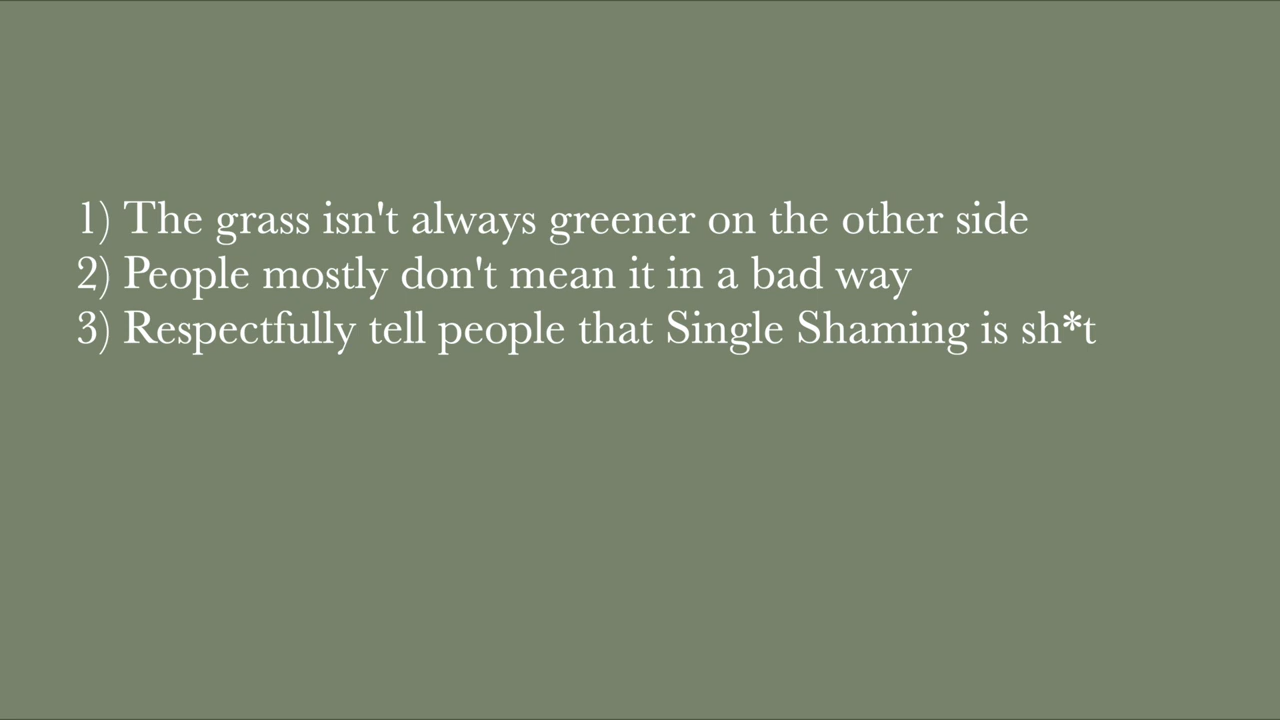 1) The grass isn't always greener on the other side
2) People mostly don't mean it in a bad way
3) Respectfully tell people that Single Shaming is sh*t